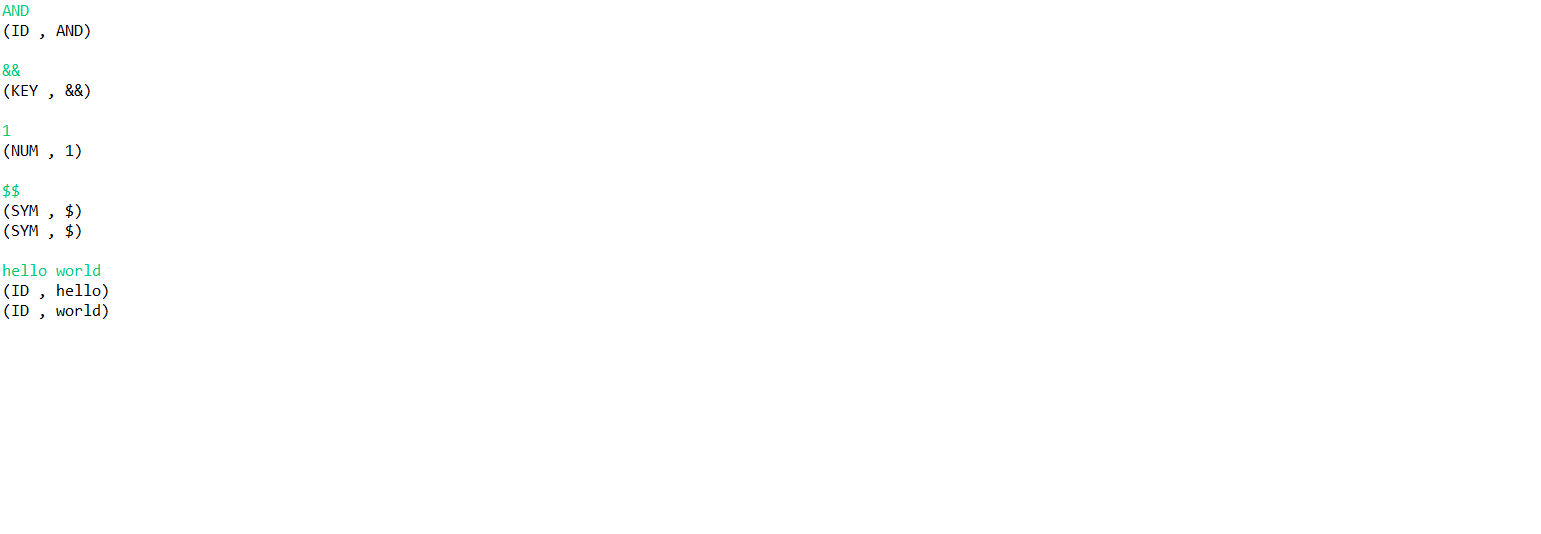 AND
(ID , AND)
&&
(KEY , &&)
1
(NUM , 1)
$$
(SYM , $)
(SYM , $)
hello world
(ID , hello)
(ID , world)